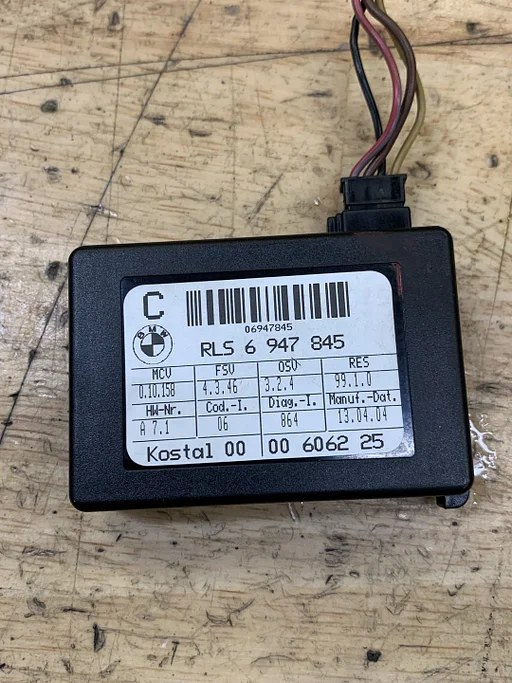 C
06947845
BMW
RLS 6 947 845
MCV FSV OSV RES
0.10.158 4.3.46 3.2.4 99.1.0
HW-Nr. Cod.-I. Diag.-I. Manuf.-Dat.
A 7.1 06 864 13.04.04
Kostal 00 00 6062 25